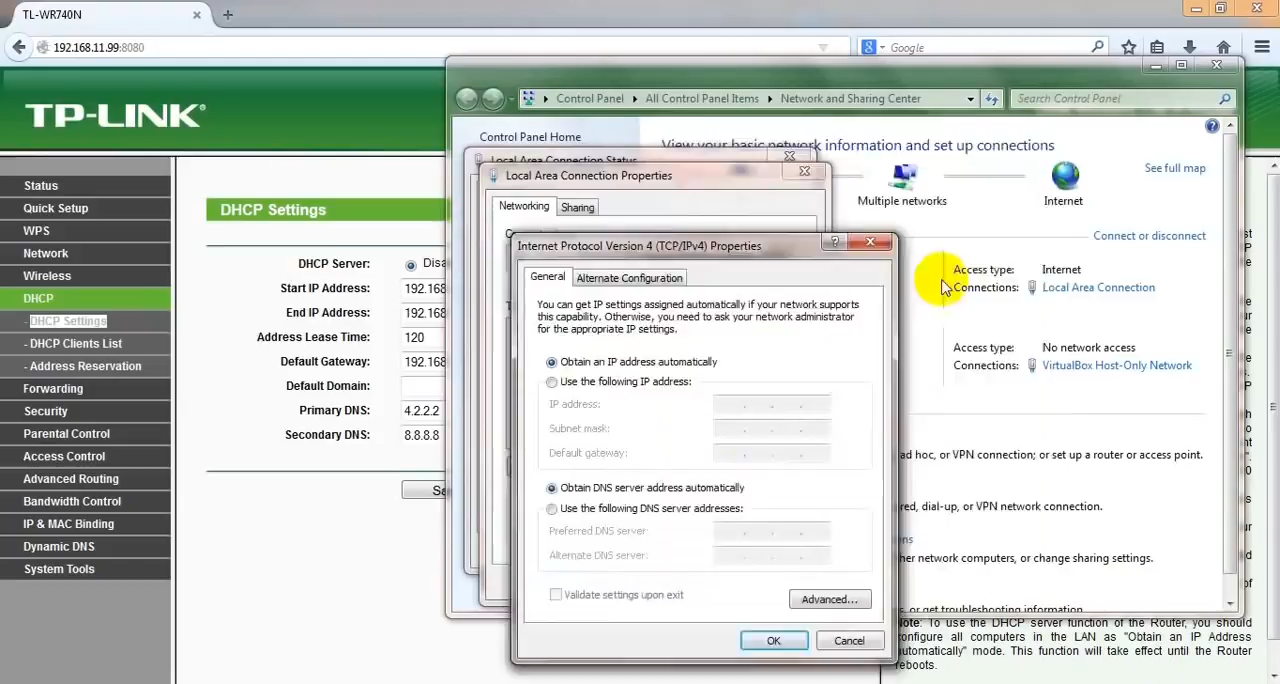 TL-WR740N
192.168.11.99:8080
Google
TP-LINK®
Status
Quick Setup
WPS
Network
Wireless
DHCP
- DHCP Settings
- DHCP Clients List
- Address Reservation
Forwarding
Security
Parental Control
Access Control
Advanced Routing
Bandwidth Control
IP & MAC Binding
Dynamic DNS
System Tools
DHCP Settings
DHCP Server:
Start IP Address: 192.168
End IP Address: 192.168
Address Lease Time: 120
Default Gateway: 192.168
Default Domain:
Primary DNS: 4.2.2.2
Secondary DNS: 8.8.8.8
Control Panel
All Control Panel Items
Network and Sharing Center
Search Control Panel
Control Panel Home
View your basic network information and set up connections
See full map
Multiple networks
Internet
Connect or disconnect
Access type: Internet
Connections: Local Area Connection
Access type: No network access
Connections: VirtualBox Host-Only Network
ad hoc, or VPN connection; or set up a router or access point.
dial-up, or VPN network connection.
network computers, or change sharing settings.
or get troubleshooting information.
Local Area Connection Status
Local Area Connection Properties
Networking
Sharing
Internet Protocol Version 4 (TCP/IPv4) Properties
?
General
Alternate Configuration
You can get IP settings assigned automatically if your network supports
this capability. Otherwise, you need to ask your network administrator
for the appropriate IP settings.
Obtain an IP address automatically
Use the following IP address:
IP address:
Subnet mask:
Default gateway:
Obtain DNS server address automatically
Use the following DNS server addresses:
Preferred DNS server:
Alternate DNS server:
Validate settings upon exit
Advanced...
OK
Cancel
Note: To use the DHCP server function of the Router, you should
configure all computers in the LAN as "Obtain an IP Address
automatically" mode. This function will take effect until the Router
reboots.